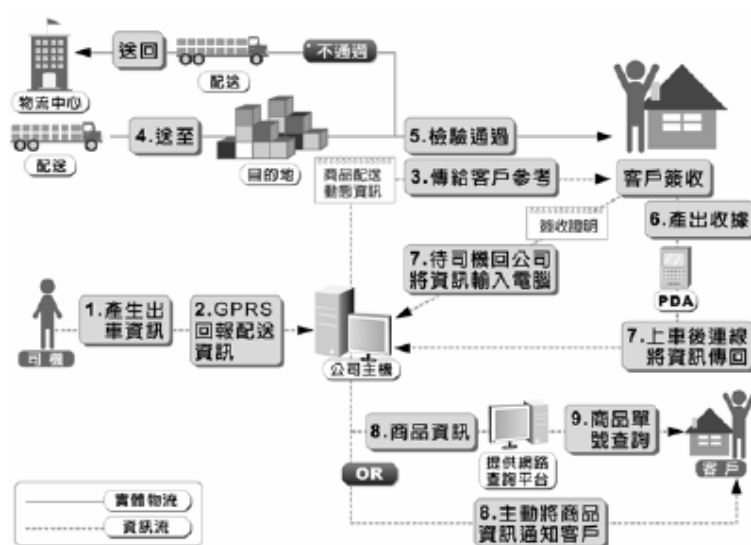 送回
配送
不通過
物流中心
4.送至
配送
目的地
5.檢驗通過
商品配送
動態資訊
3.傳給客戶參考
客戶簽收
簽收證明
6.產出收據
7.待司機回公司
將資訊輸入電腦
PDA
1.產生出
車資訊
2.GPRS
回報配送
資訊
司機
公司主機
7.上車後連線
將資訊傳回
8.商品資訊
提供網路
查詢平台
9.商品單
號查詢
客戶
OR
8.主動將商品
資訊通知客戶
實體物流
資訊流